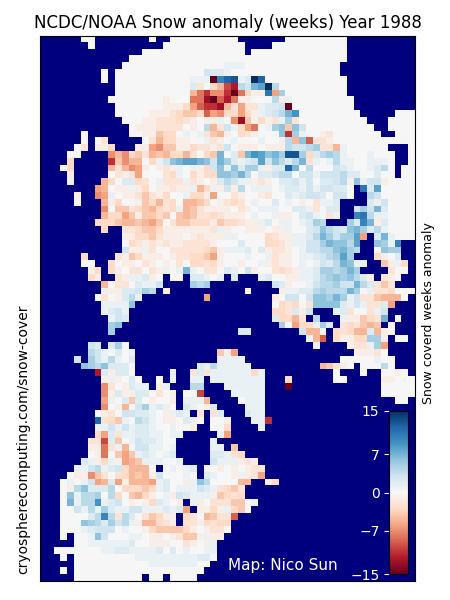 NCDC/NOAA Snow anomaly (weeks) Year 1988
cryospherecomputing.com/snow-cover
Snow coverd weeks anomaly
15
7
0
−7
−15
Map: Nico Sun